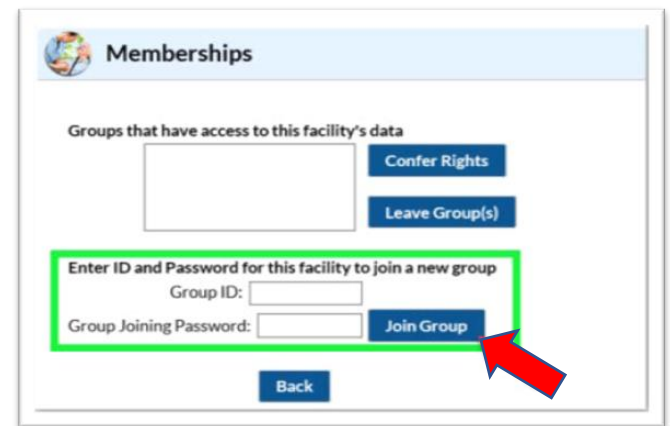 Memberships
Groups that have access to this facility's data
Confer Rights
Leave Group(s)
Enter ID and Password for this facility to join a new group
Group ID:
Group Joining Password:
Join Group
Back